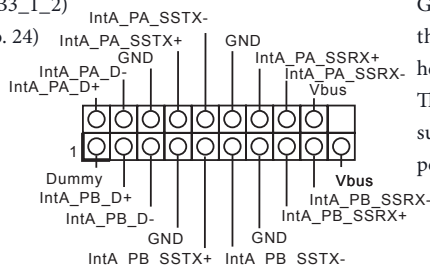 33_1_2)
p. 24)
IntA_PA_SSTX-
IntA_PA_SSTX+
GND
GND
IntA_PA_D-
IntA_PA_D+
IntA_PA_SSRX+
IntA_PA_SSRX-
Vbus
1
Dummy
IntA_PB_D+
IntA_PB_D-
GND
IntA_PB_SSTX+
Vbus
IntA_PB_SSRX-
IntA_PB_SSRX+
GND
IntA_PB_SSTX-